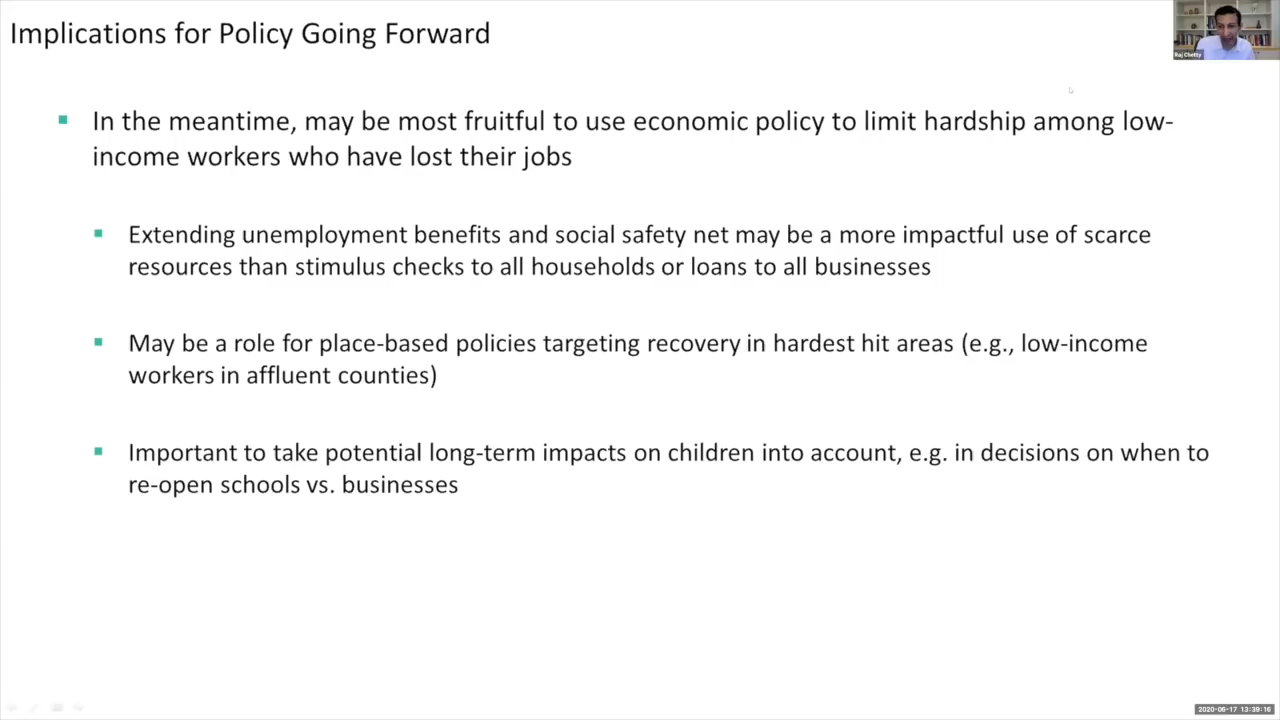 Implications for Policy Going Forward
Raj Chetty
In the meantime, may be most fruitful to use economic policy to limit hardship among low-
income workers who have lost their jobs
Extending unemployment benefits and social safety net may be a more impactful use of scarce
resources than stimulus checks to all households or loans to all businesses
May be a role for place-based policies targeting recovery in hardest hit areas (e.g., low-income
workers in affluent counties)
Important to take potential long-term impacts on children into account, e.g. in decisions on when to
re-open schools vs. businesses
2020-06-17 13:39:16